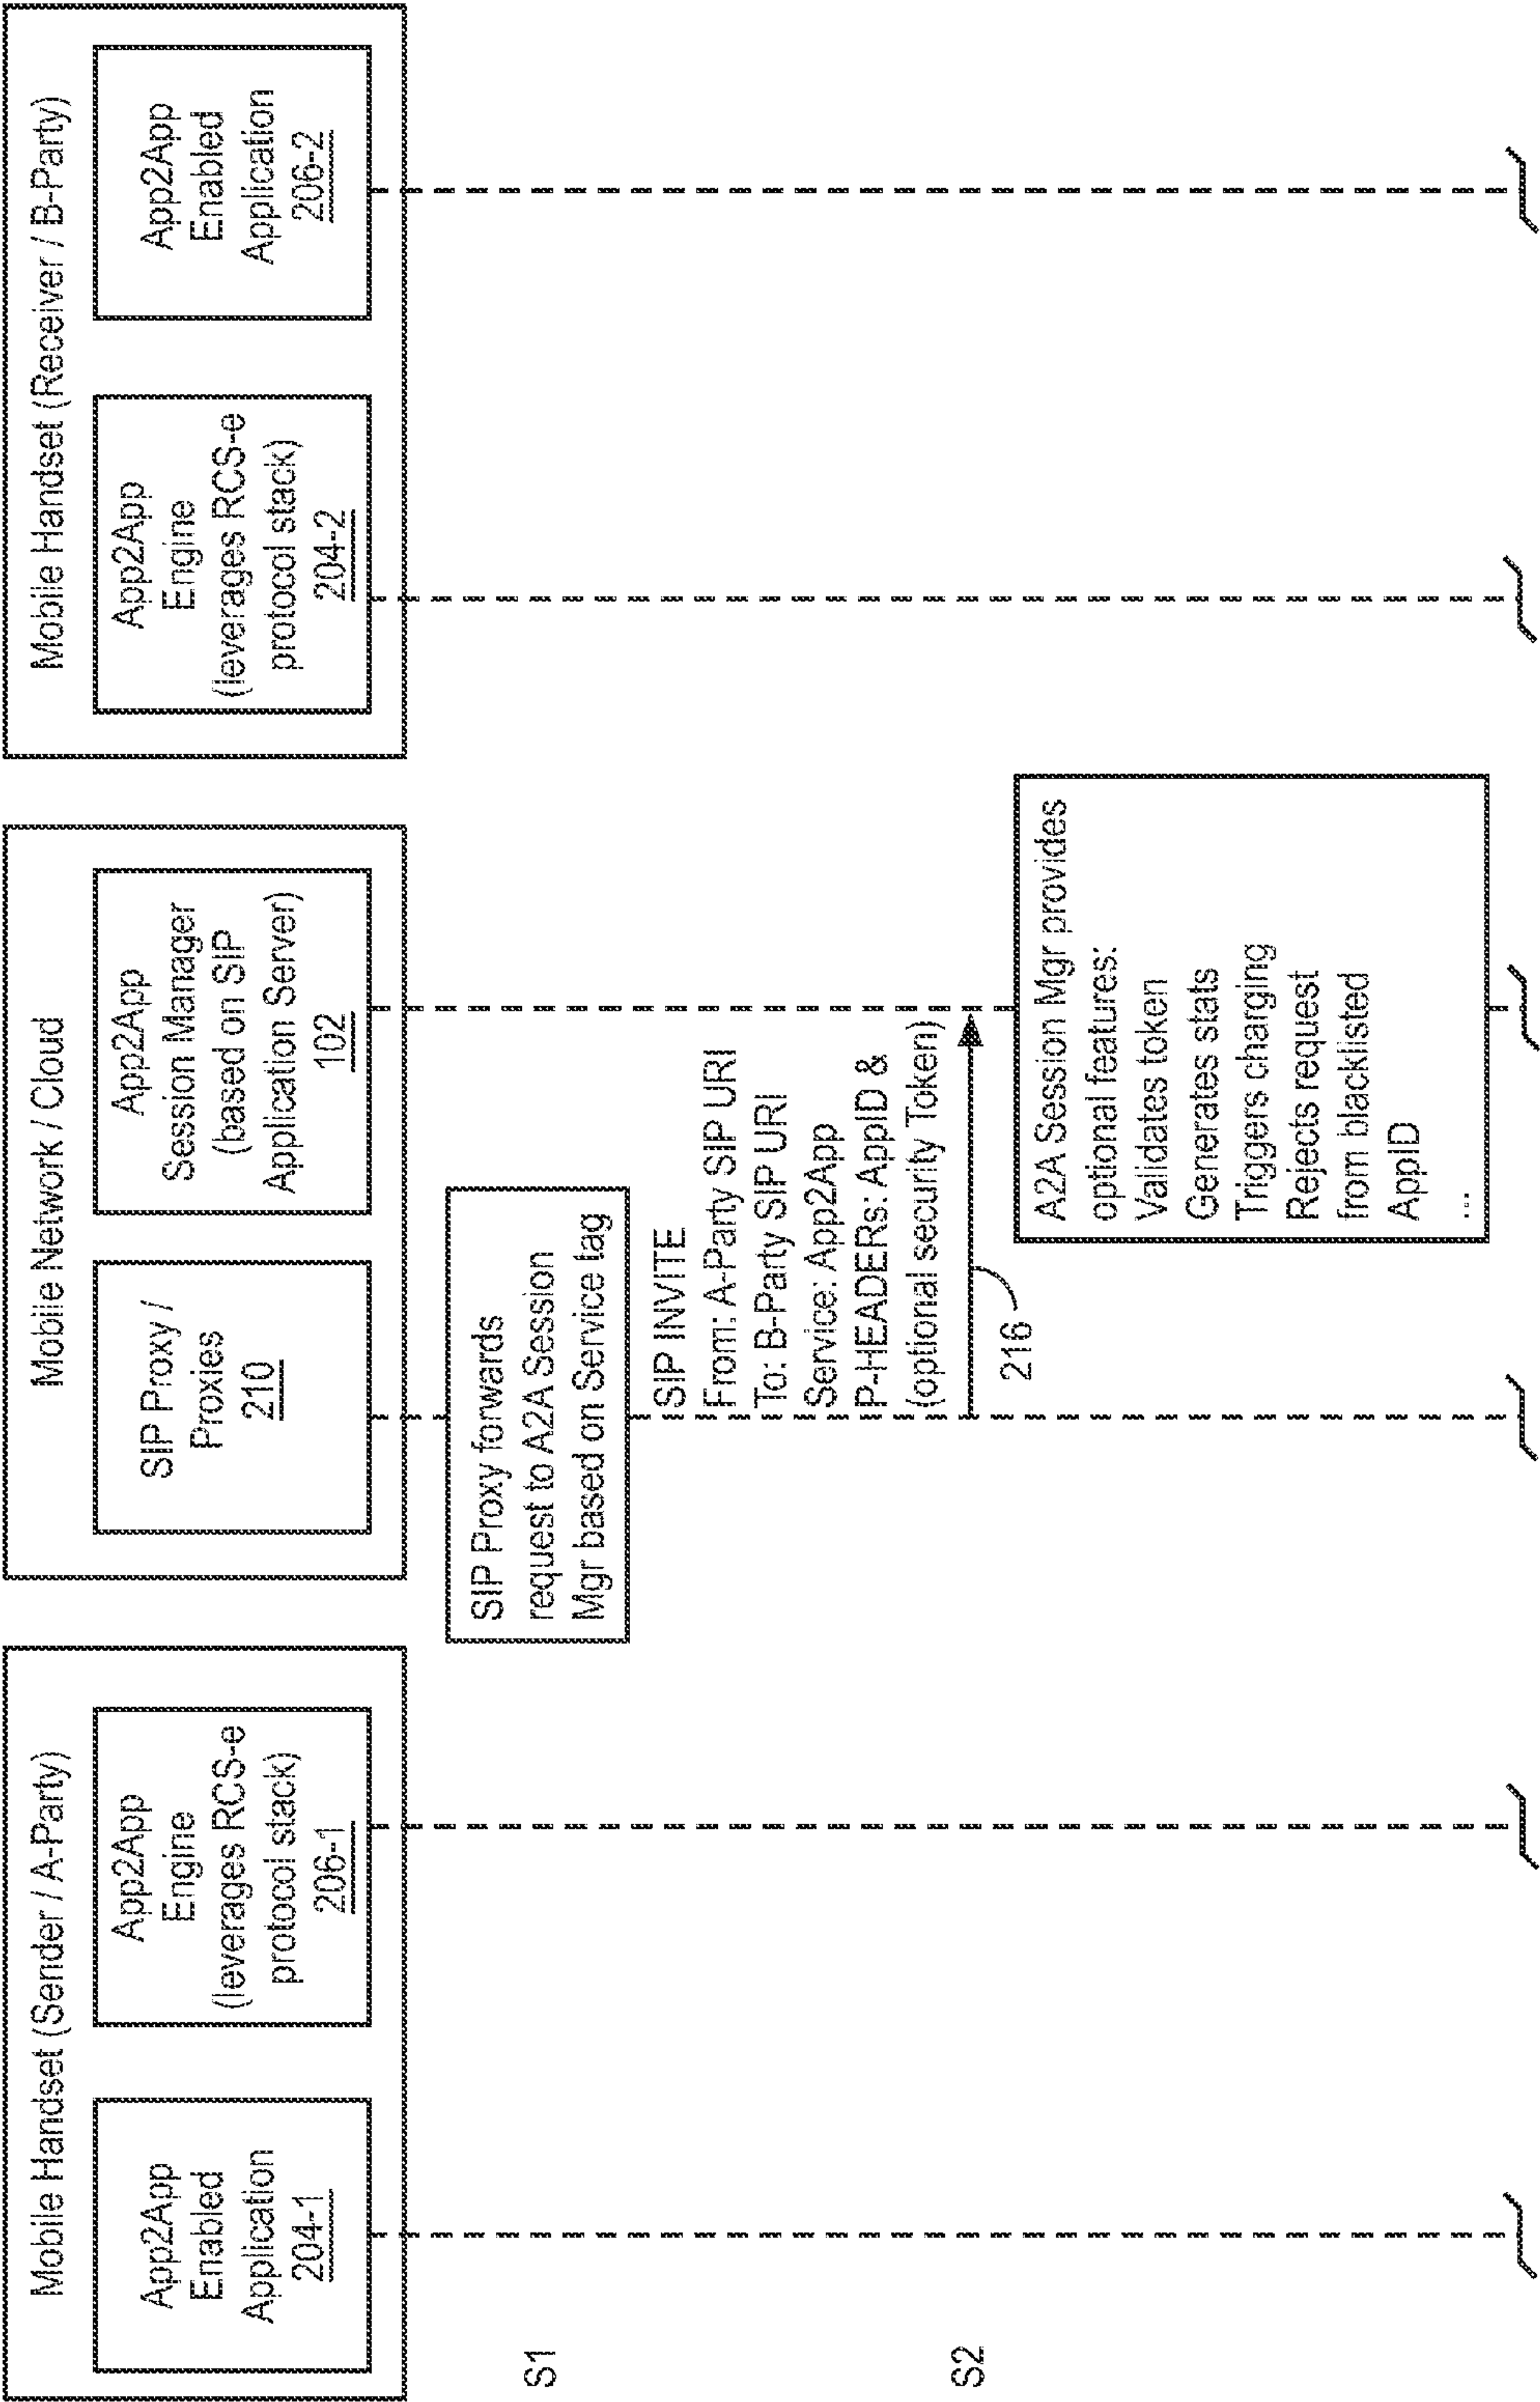 Mobile Handset (Sender / A-Party)
App2App
Enabled
Application
204-1
App2App
Engine
(leverages RCS-e
protocol stack)
206-1
Mobile Network / Cloud
SIP Proxy /
Proxies
210
App2App
Session Manager
(based on SIP
Application Server)
102
Mobile Handset (Receiver / B-Party)
App2App
Engine
(leverages RCS-e
protocol stack)
204-2
App2App
Enabled
Application
206-2
S1
SIP Proxy forwards
request to A2A Session
Mgr based on Service tag
SIP INVITE
From: A-Party SIP URI
To: B-Party SIP URI
Service: App2App
P-HEADERs: AppID &
(optional security Token)
S2
216
A2A Session Mgr provides
optional features:
Validates token
Generates stats
Triggers charging
Rejects request
from blacklisted
AppID
...